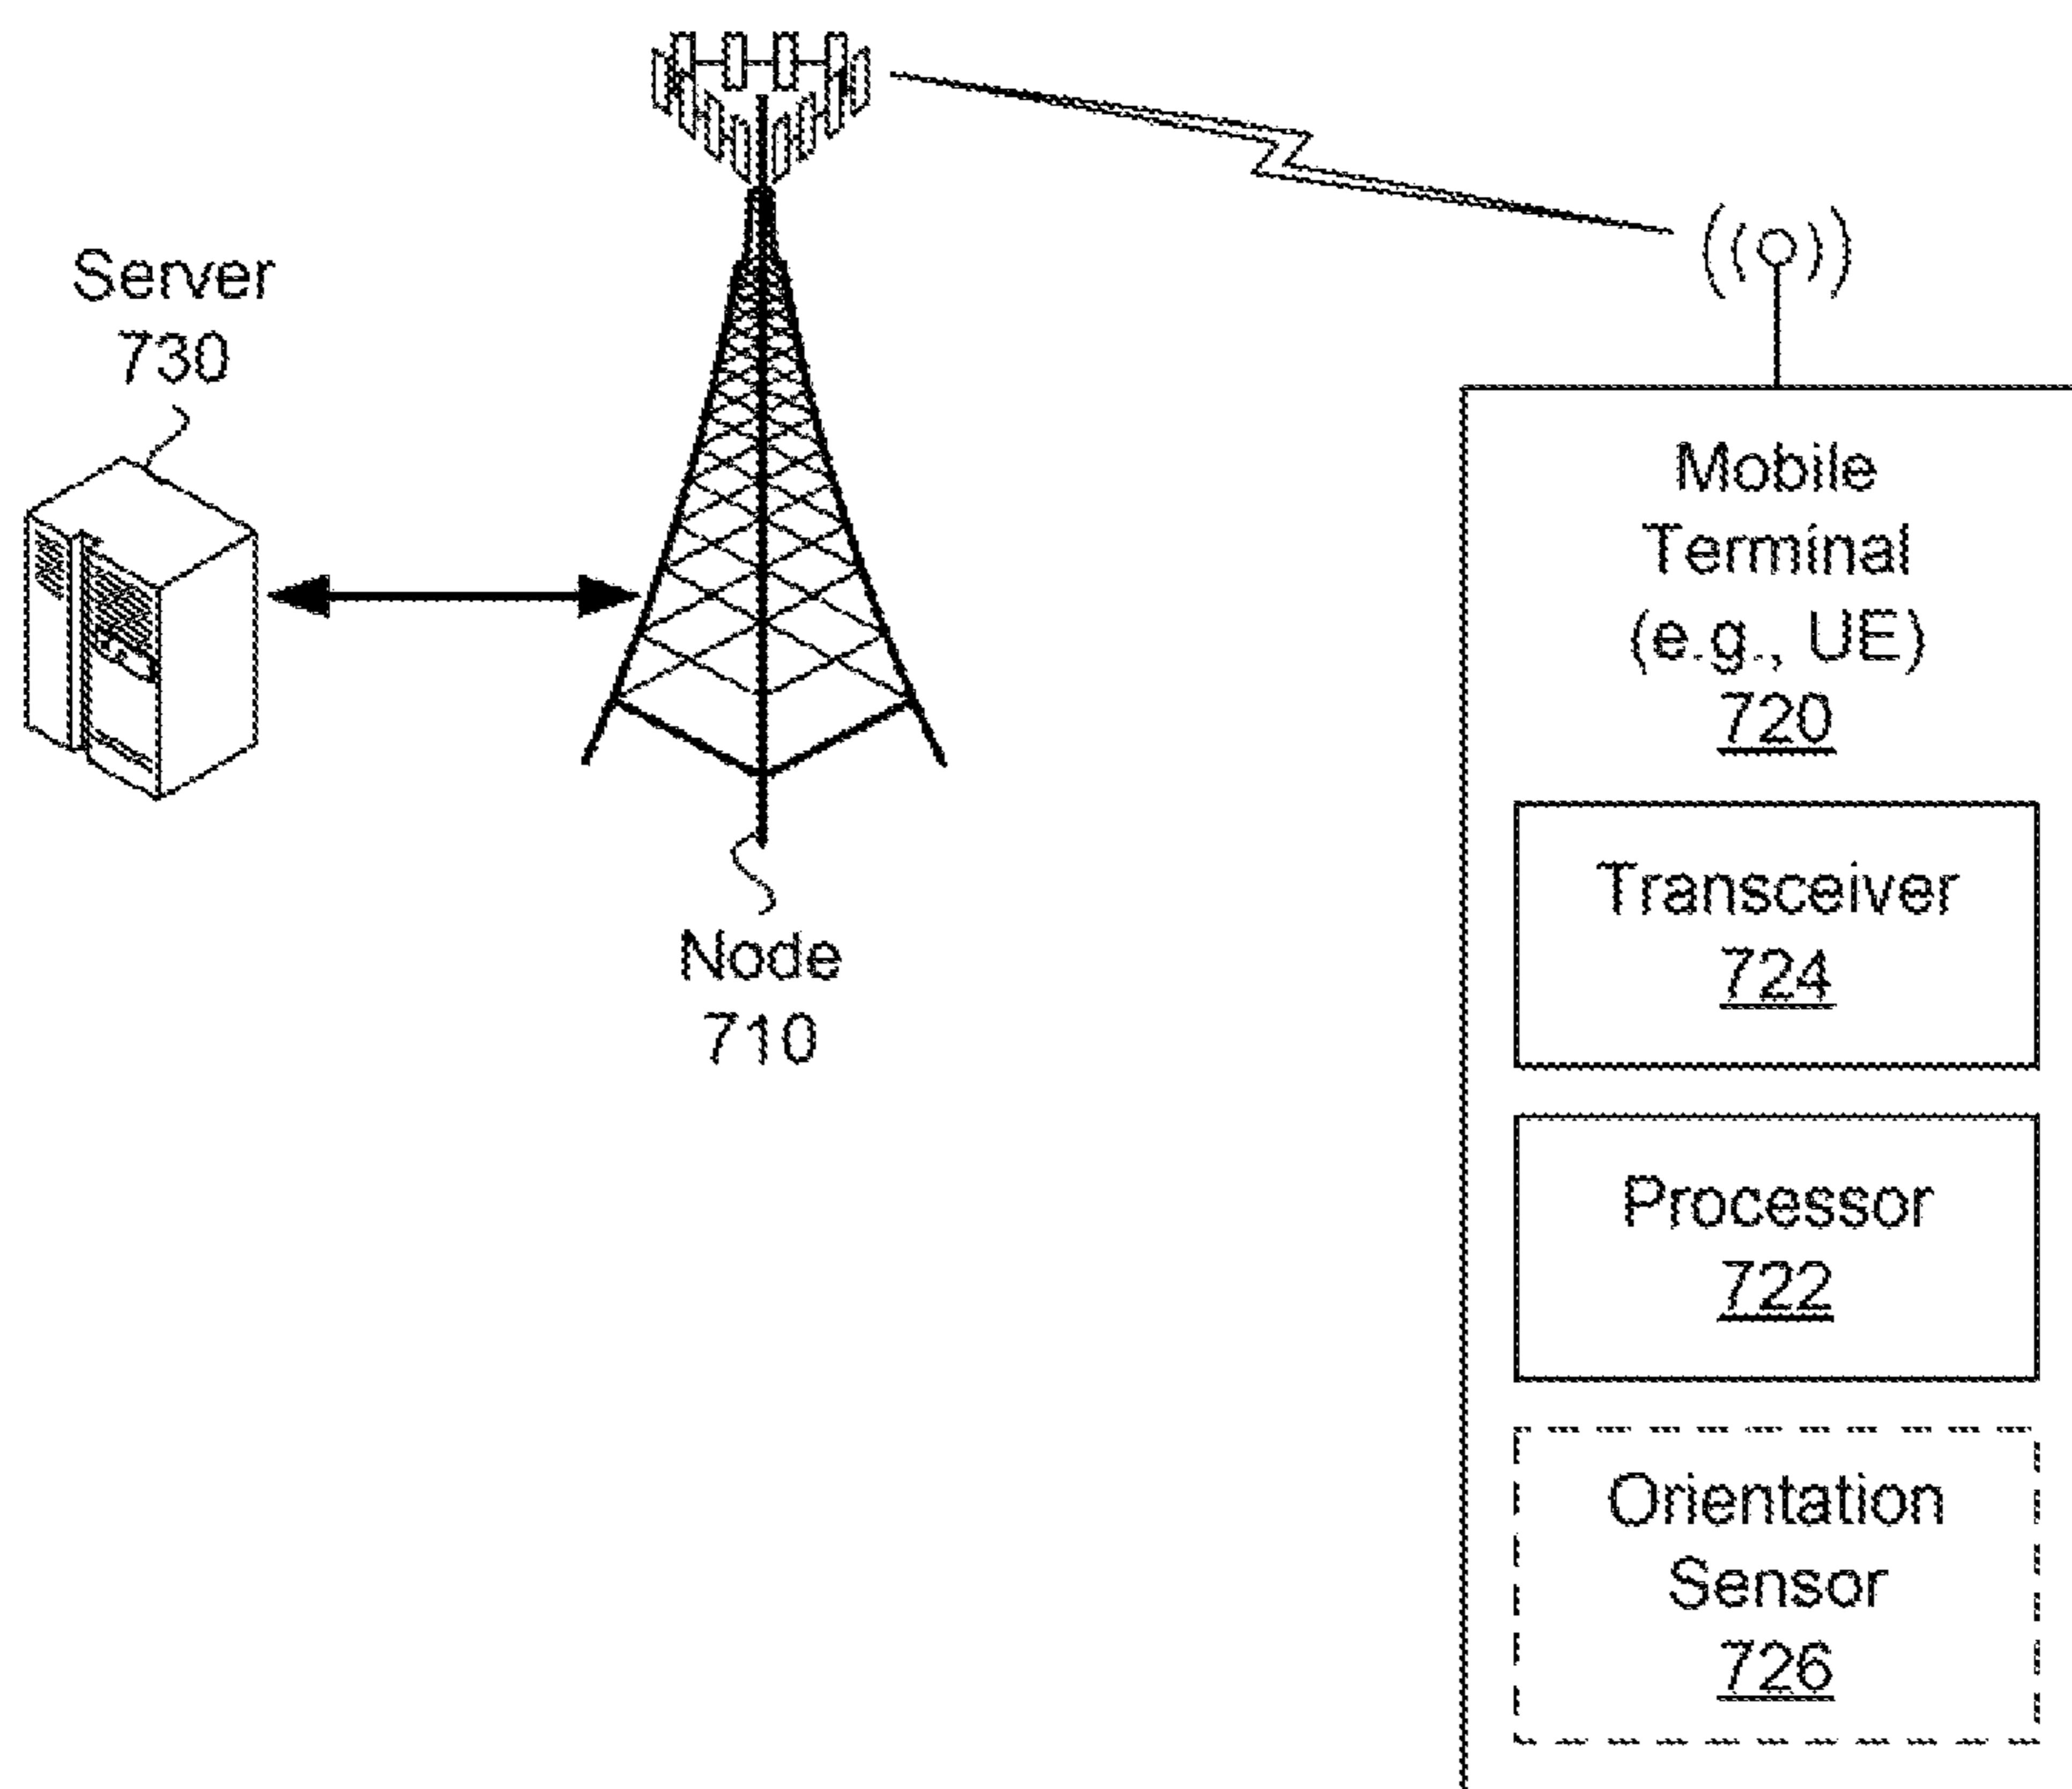 Server
730
Node
710
Mobile
Terminal
(e.g., UE)
720
Transceiver
724
Processor
722
Orientation
Sensor
726